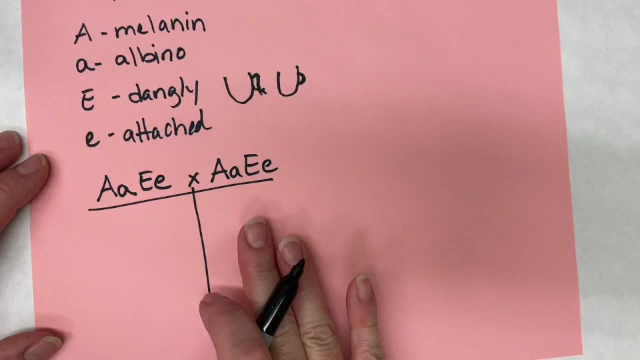 A - melanin
a - albino
E - dangly
e - attached
AaEe x AaEe